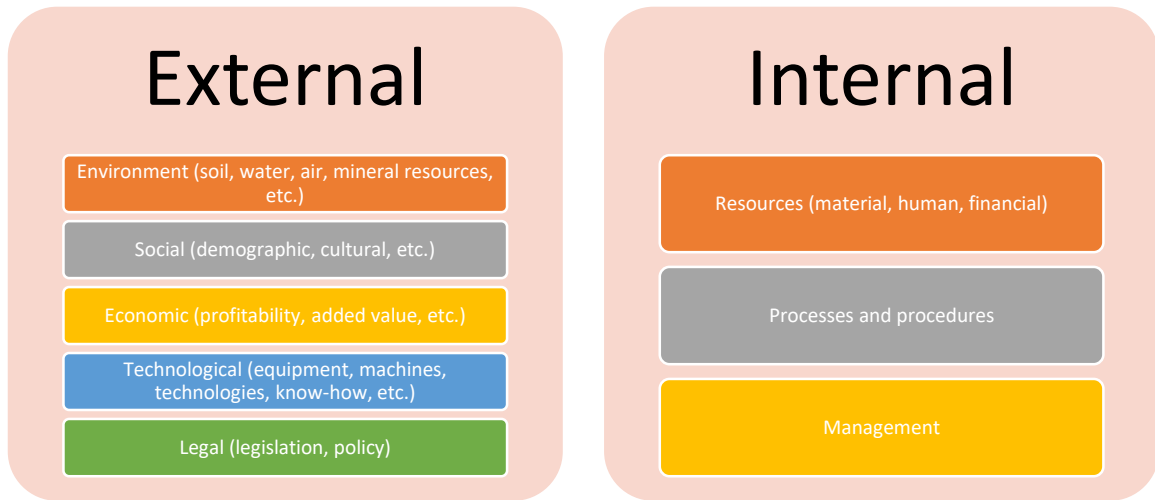 External
Environment (soil, water, air, mineral resources,
etc.)
Social (demographic, cultural, etc.)
Economic (profitability, added value, etc.)
Technological (equipment, machines,
technologies, know-how, etc.)
Legal (legislation, policy)
Internal
Resources (material, human, financial)
Processes and procedures
Management